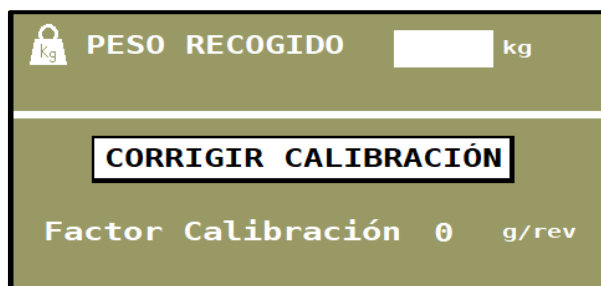 kg PESO RECOGIDO kg
CORRIGIR CALIBRACIÓN
Factor Calibración 0 g/rev